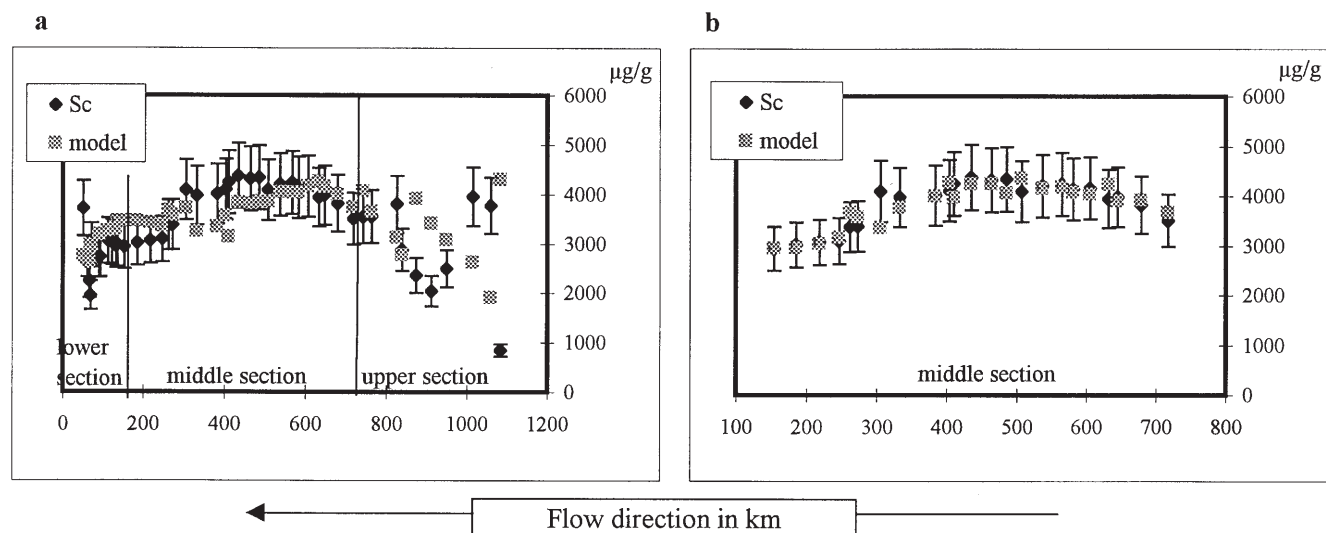 a
µg/g
Sc
model
6000
5000
4000
3000
2000
1000
0
lower
section
middle section
upper section
0 200 400 600 800 1000 1200
b
µg/g
Sc
model
6000
5000
4000
3000
2000
1000
0
middle section
100 200 300 400 500 600 700 800
Flow direction in km